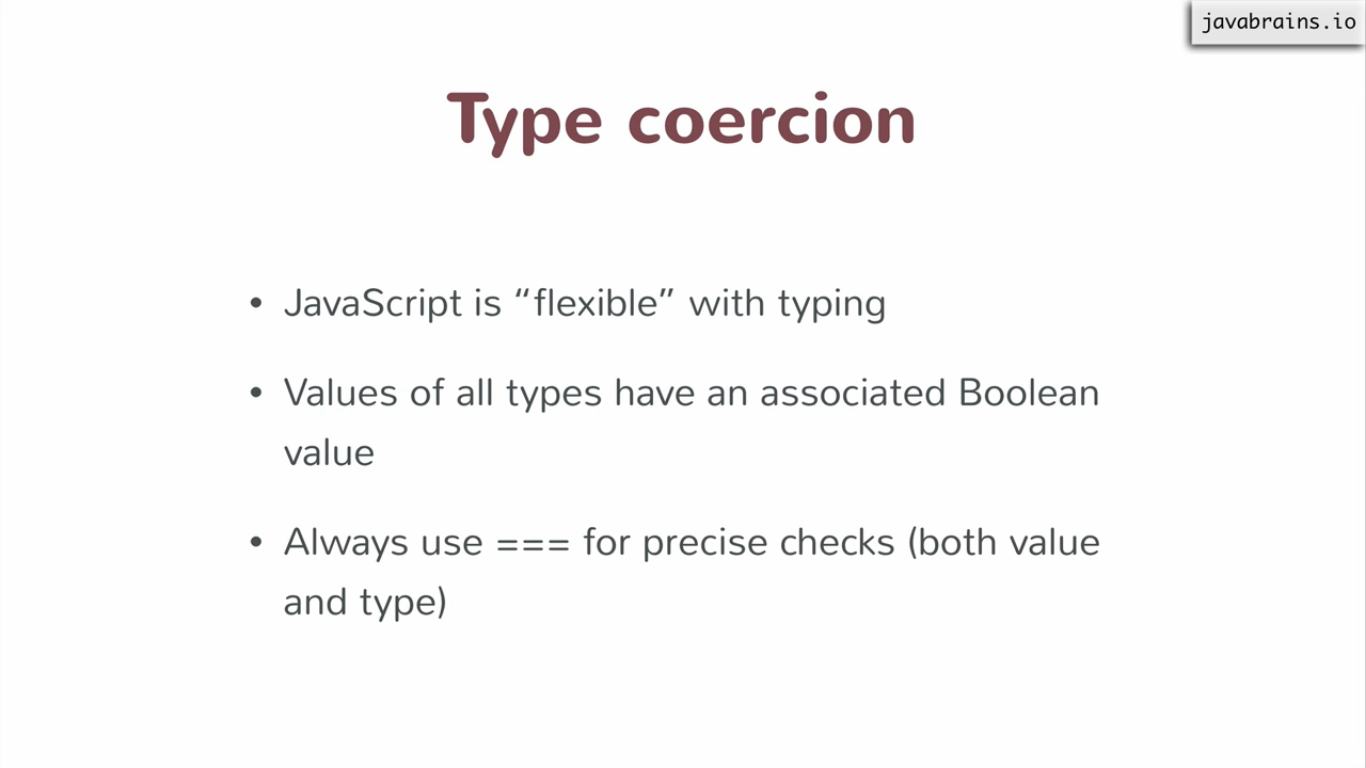 javabrains.io
Type coercion
• JavaScript is “flexible” with typing
• Values of all types have an associated Boolean
value
• Always use === for precise checks (both value
and type)